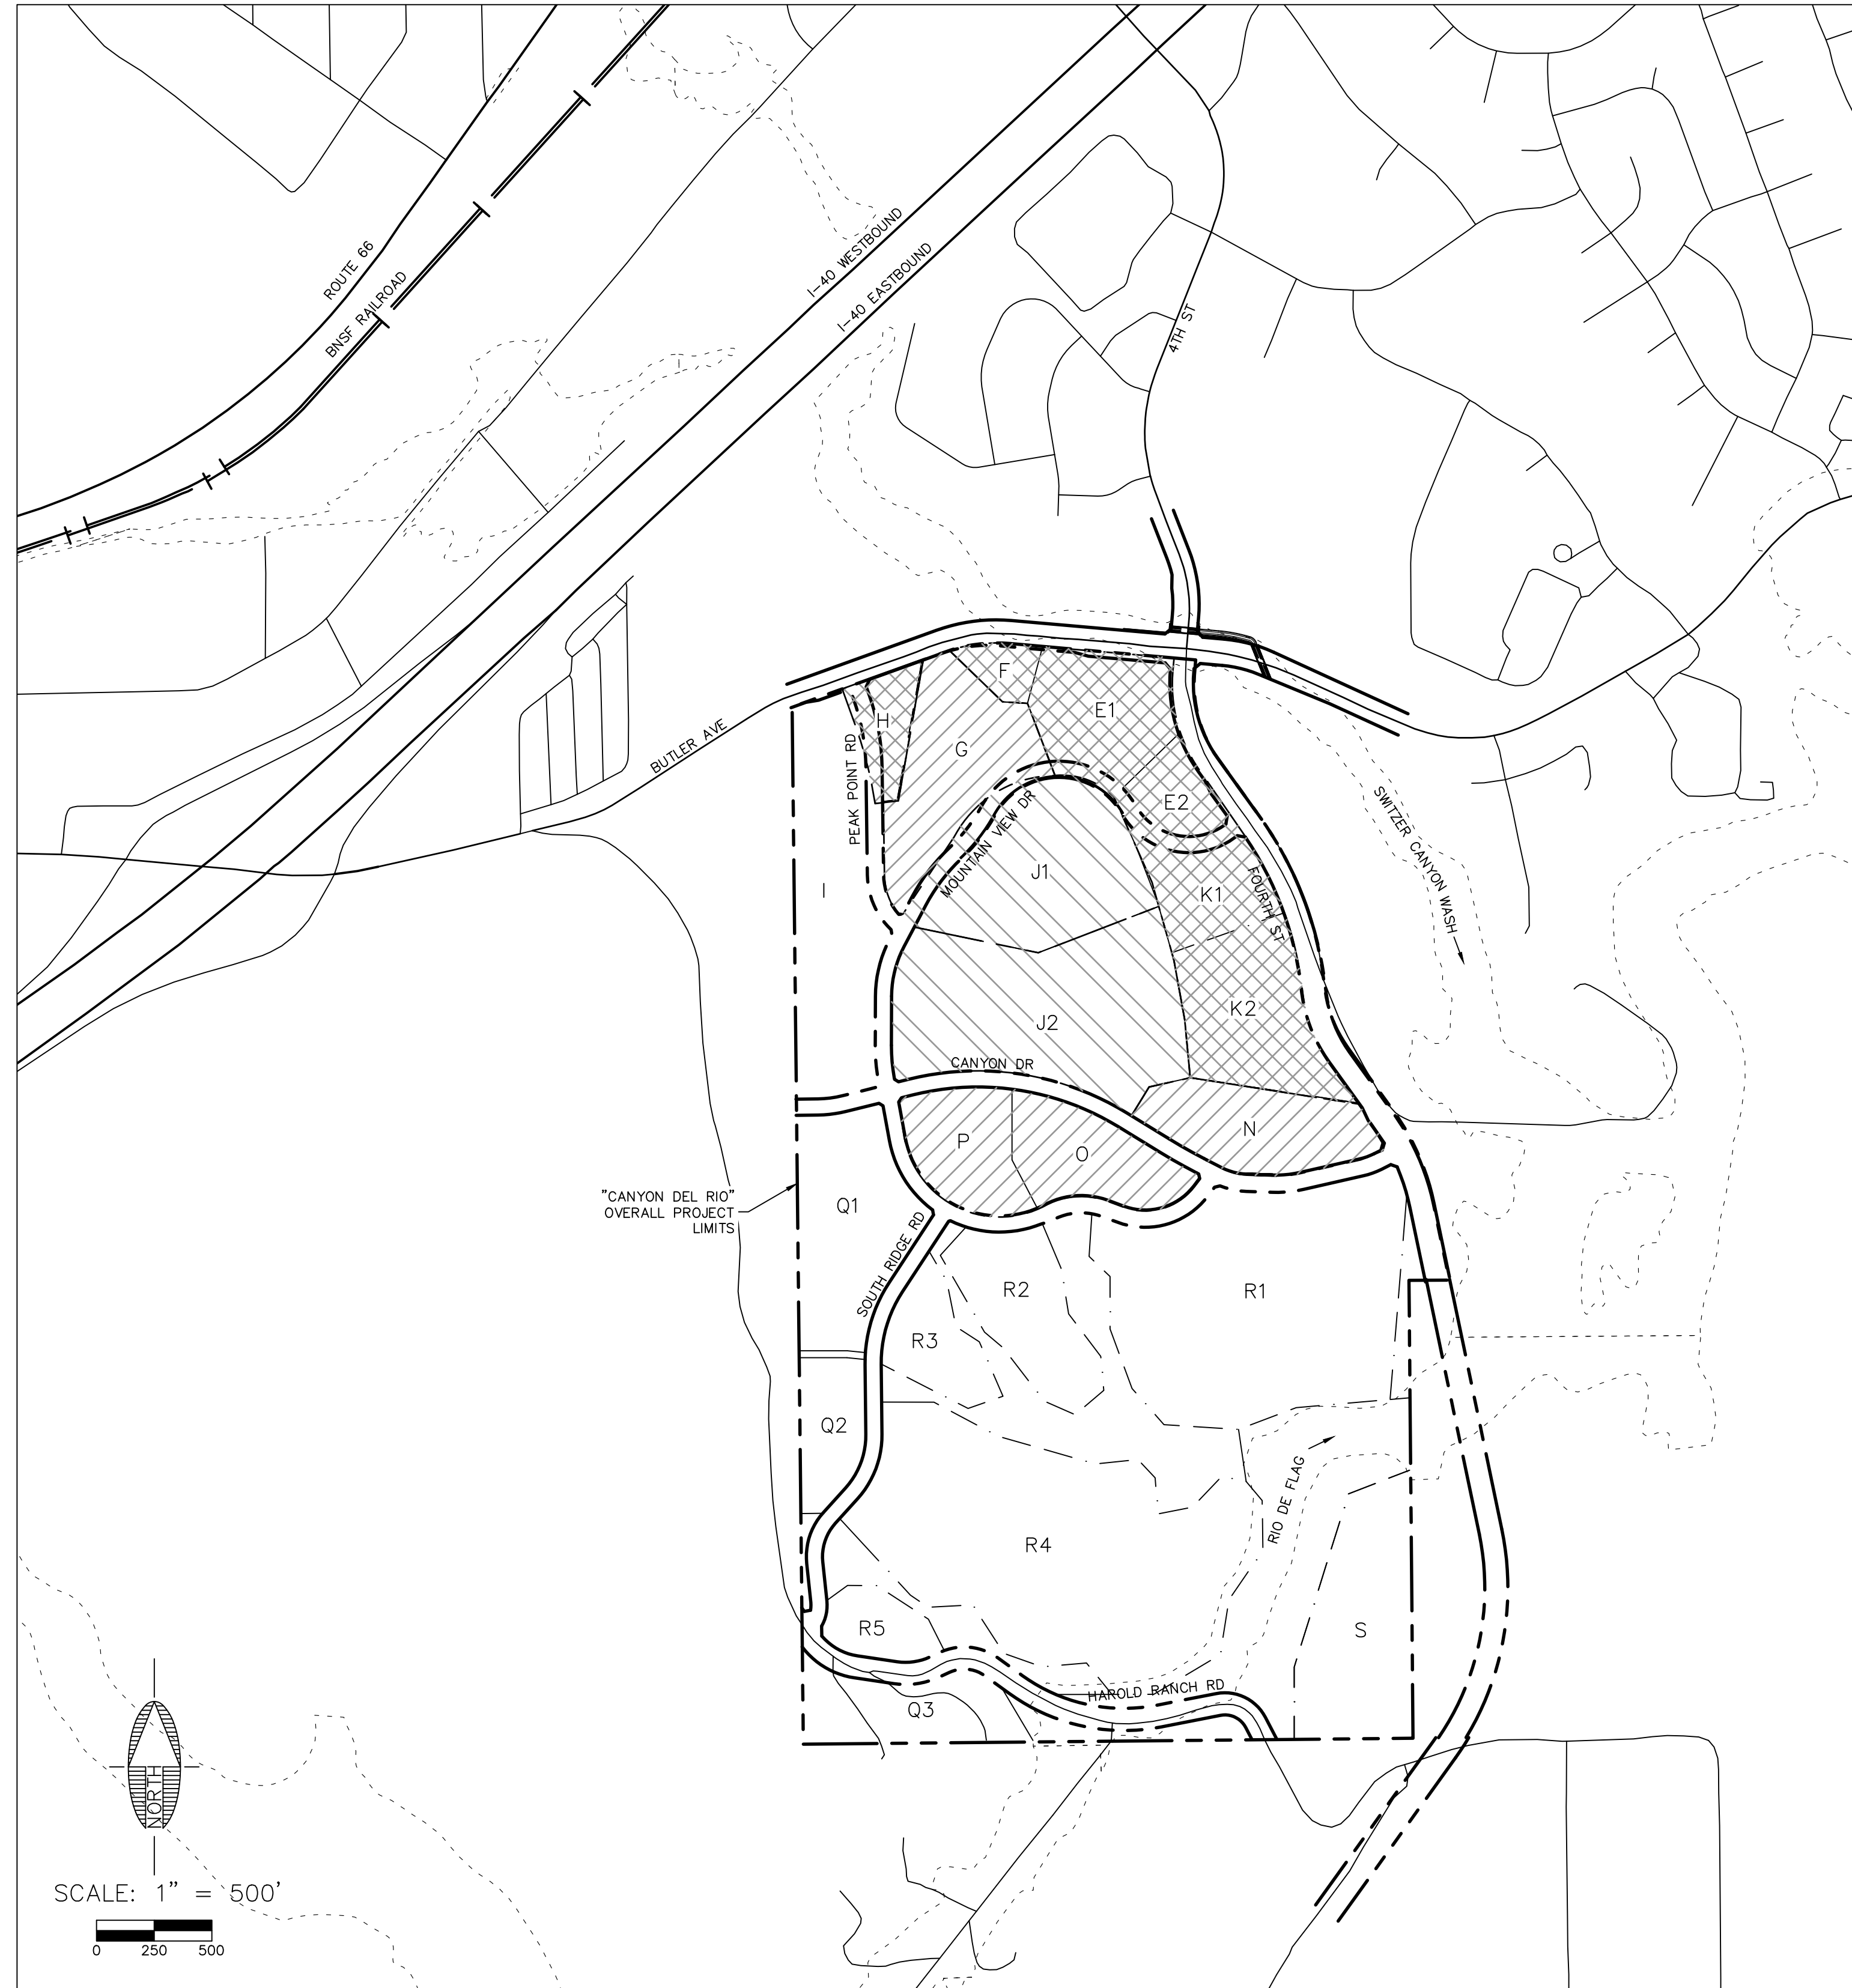 ROUTE 66
BNSF RAILROAD
I-40 WESTBOUND
I-40 EASTBOUND
4TH ST
BUTLER AVE
F
E1
H
G
PEAK POINT RD
E2
MOUNTAIN VIEW DR
SWITZER CANYON WASH
J1
I
K1
FOURTH ST
K2
J2
CANYON DR
N
P
O
"CANYON DEL RIO"
OVERALL PROJECT
LIMITS
Q1
SOUTH RIDGE RD
R2
R1
R3
Q2
RIO DE FLAG
R4
R5
S
HAROLD RANCH RD
Q3
NORTH
SCALE: 1" = 500'
0 250 500